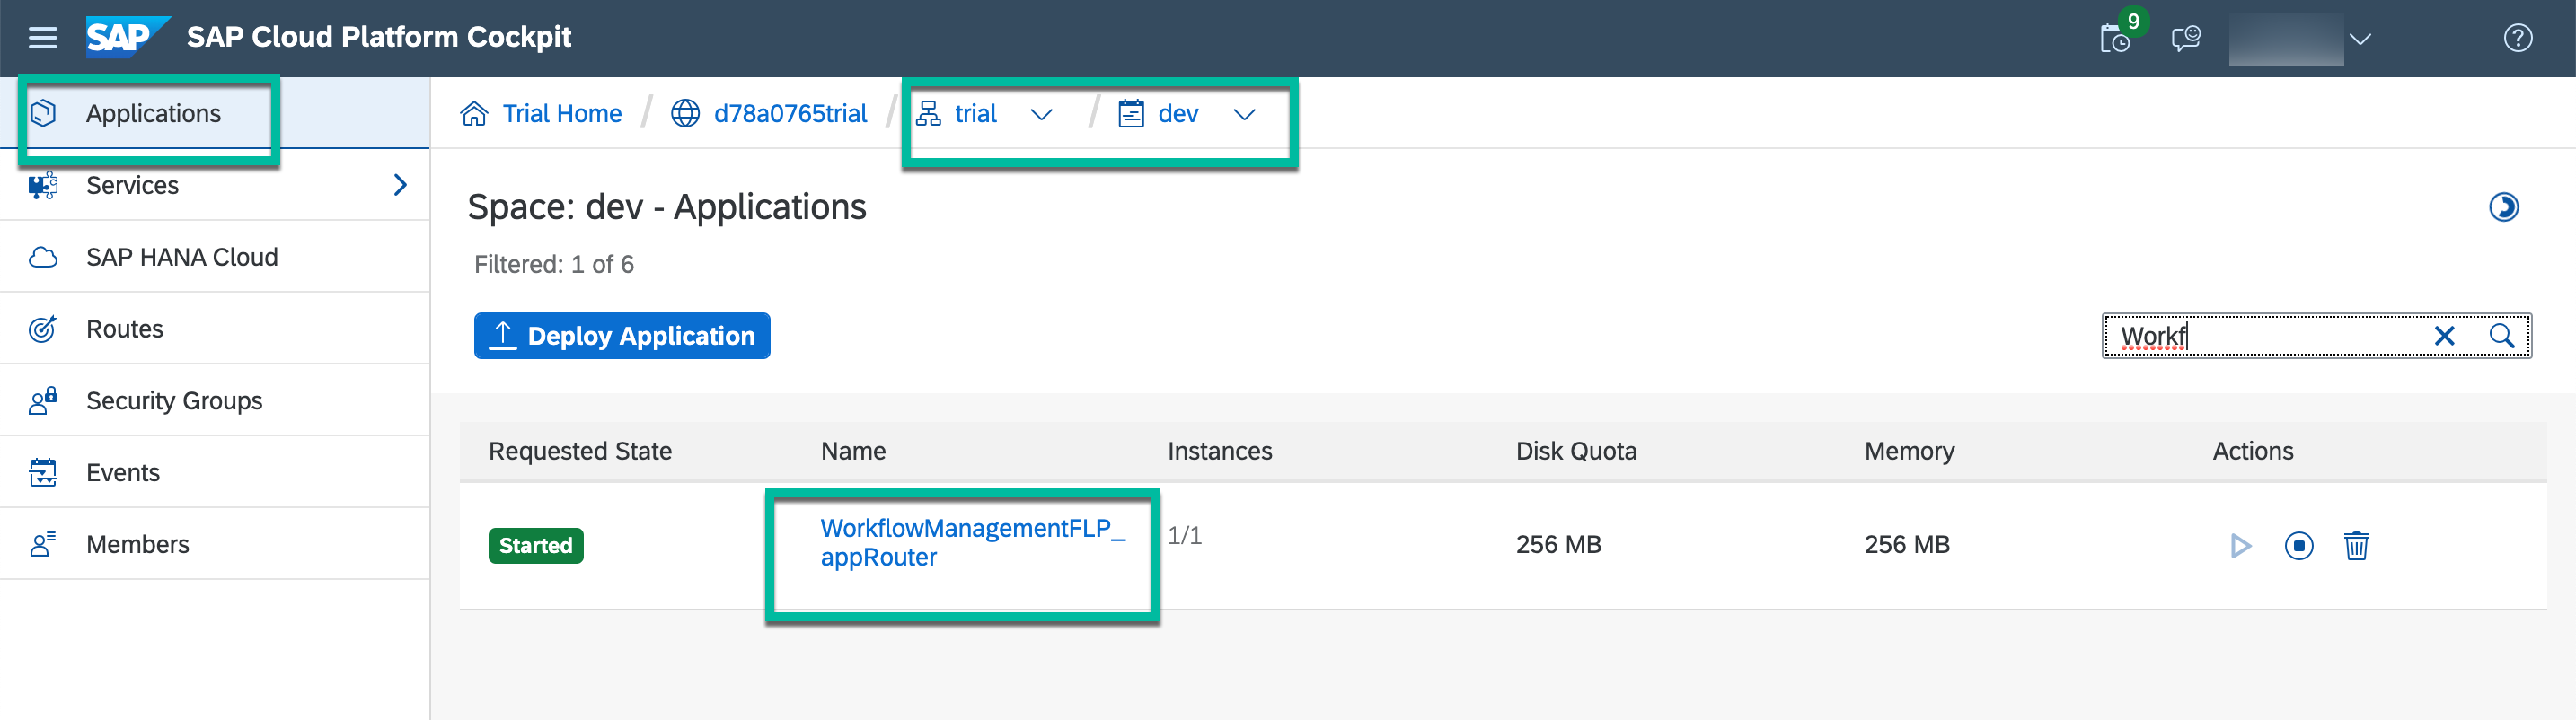 SAP SAP Cloud Platform Cockpit 9
Applications
Services
SAP HANA Cloud
Routes
Security Groups
Events
Members
Trial Home / d78a0765trial / trial / dev
Space: dev - Applications
Filtered: 1 of 6
Deploy Application
Workf
Requested State Name Instances Disk Quota Memory Actions
Started WorkflowManagementFLP_ 1/1 256 MB 256 MB
appRouter